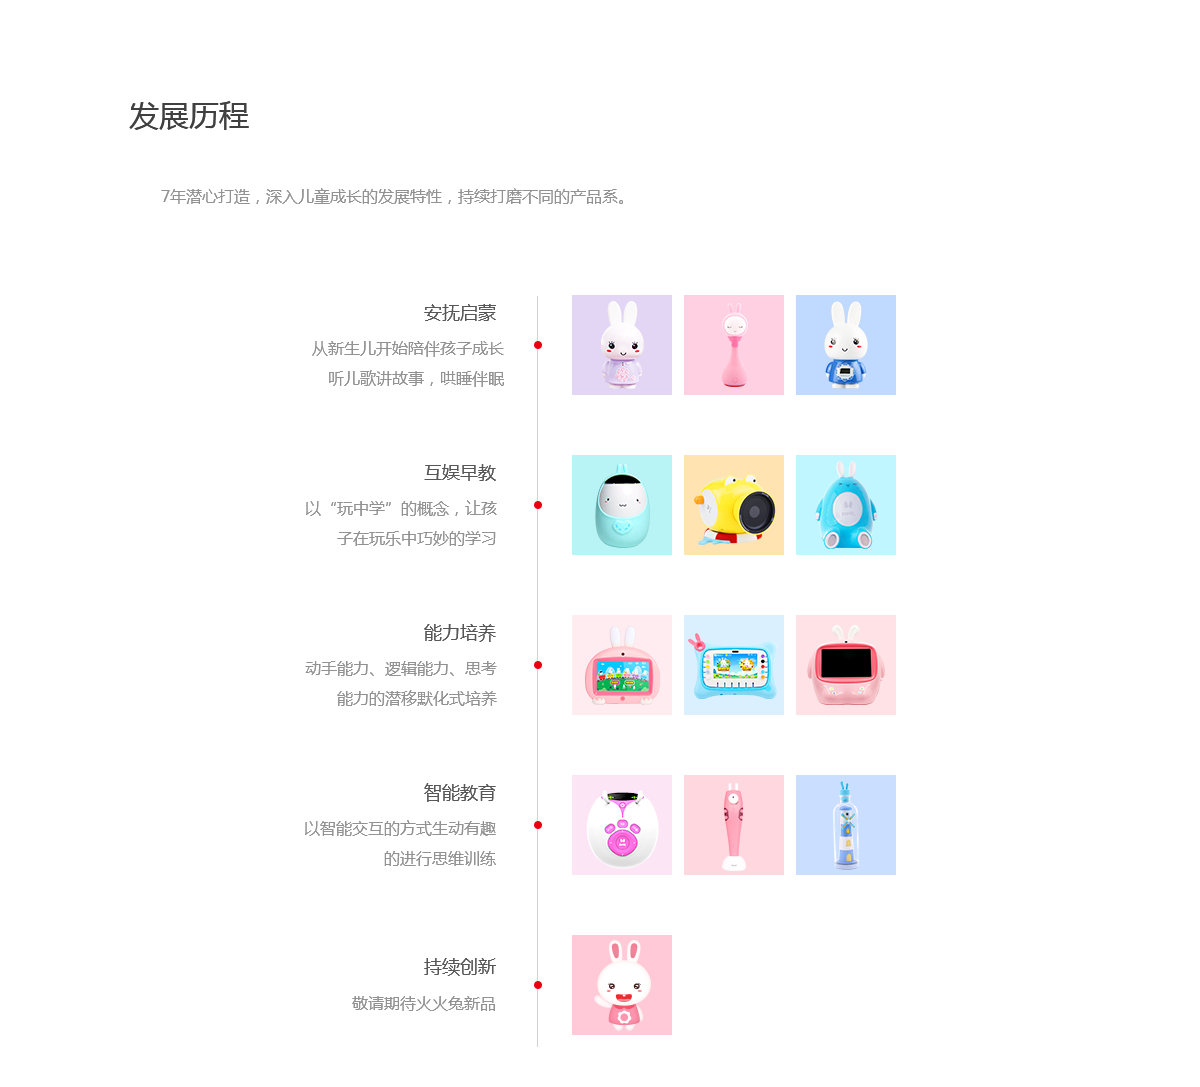 发展历程
7年潜心打造，深入儿童成长的发展特性，持续打磨不同的产品系。
安抚启蒙
从新生儿开始陪伴孩子成长
听儿歌讲故事，哄睡伴眠
互娱早教
以“玩中学”的概念，让孩
子在玩乐中巧妙的学习
能力培养
动手能力、逻辑能力、思考
能力的潜移默化式培养
智能教育
以智能交互的方式生动有趣
的进行思维训练
持续创新
敬请期待火火兔新品